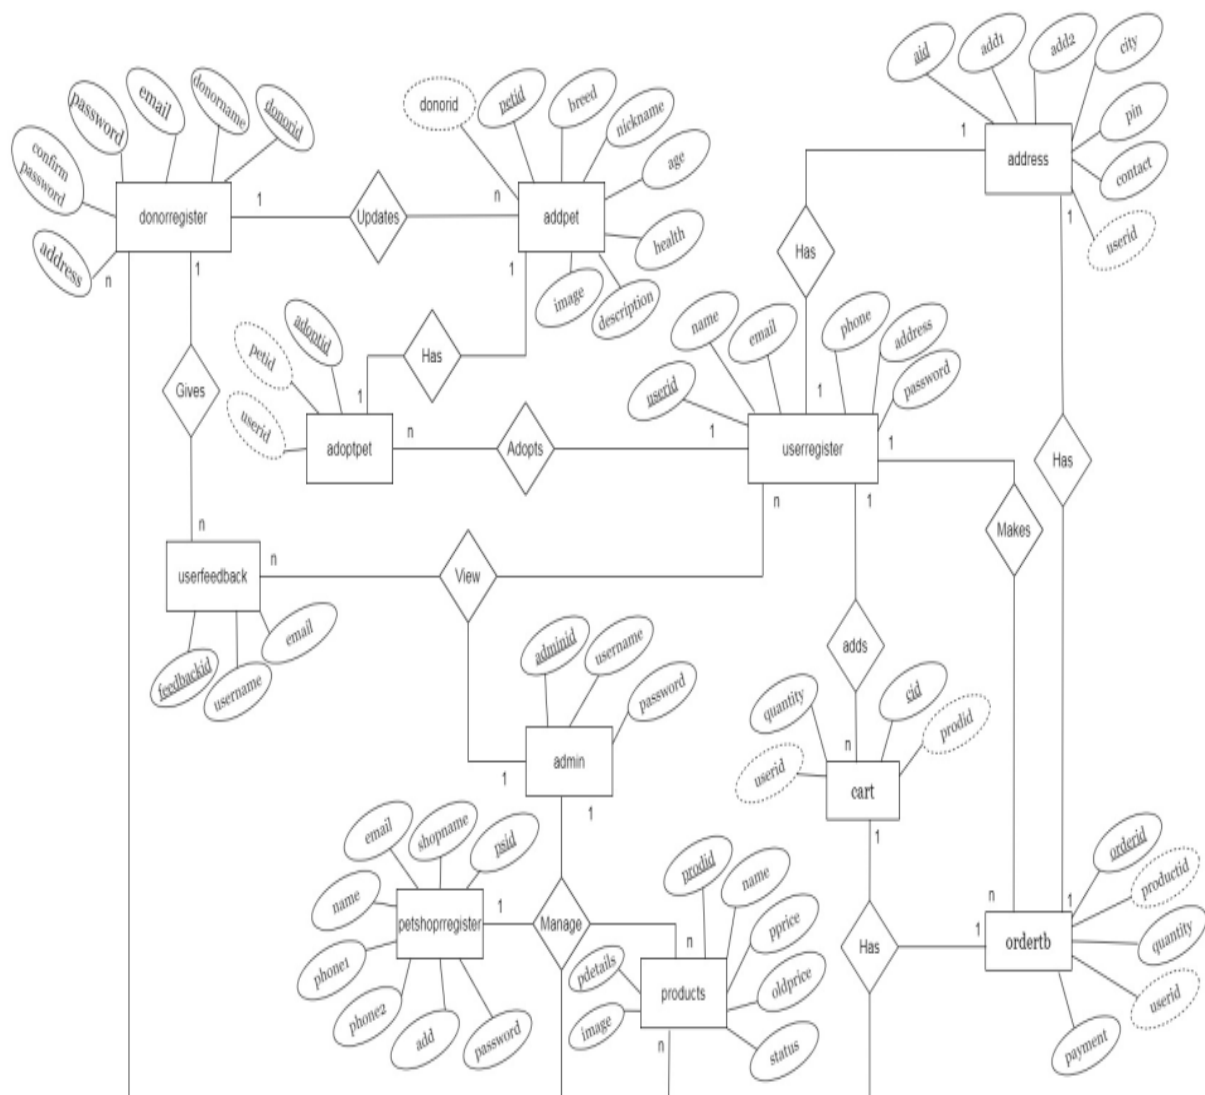 aid
add1
add2
city
pin
contact
userid
address
1
1
password
email
donorname
donorid
confirm
password
address
donorregister
n
1
1
Updates
n
donorid
petid
breed
nickname
age
health
description
image
addpet
1
Has
Has
1
adoptid
petid
userid
adoptpet
1
n
Adopts
1
name
email
phone
address
password
userid
userregister
1
1
n
1
Gives
n
userfeedback
n
feedbackid
username
email
View
Makes
Has
adds
n
n
1
adminid
username
password
admin
1
1
quantity
cid
prodid
userid
cart
1
email
shopname
psid
name
phone1
phone2
add
password
petshoprregister
1
Manage
n
prodid
name
pprice
oldprice
status
pdetails
image
products
n
Has
1
orderid
productid
quantity
userid
payment
ordertb